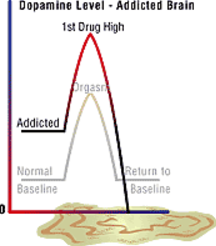 Dopamine Level - Addicted Brain
1st Drug High
Orgasm
Addicted
Normal
Baseline
Return to
Baseline
0